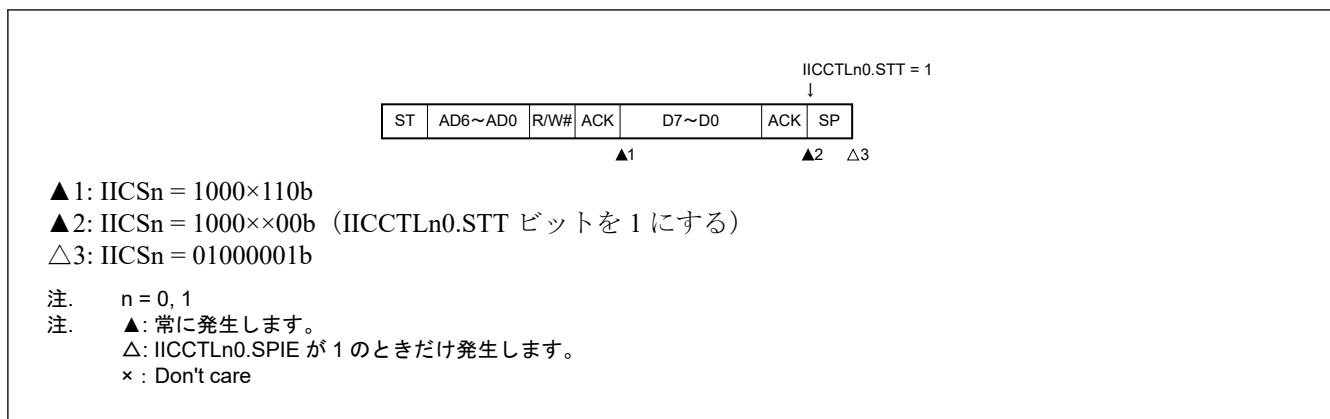 IICCTLn0.STT = 1
↓
ST AD6～AD0 R/W# ACK D7～D0 ACK SP
▲1 ▲2 △3
▲1: IICSn = 1000×110b
▲2: IICSn = 1000××00b（IICCTLn0.STT ビットを 1 にする）
△3: IICSn = 01000001b
注. n = 0, 1
注. ▲: 常に発生します。
△: IICCTLn0.SPIE が 1 のときだけ発生します。
×：Don't care